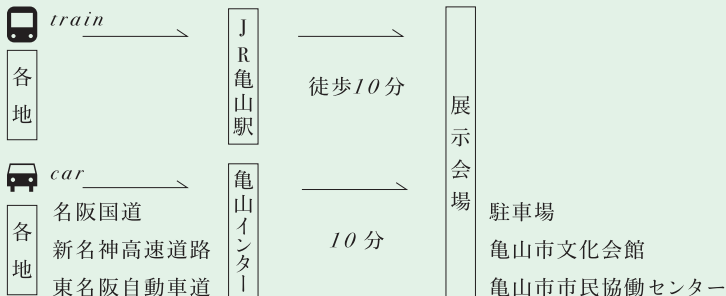 train
各地
JR亀山駅
徒歩10分
展示会場
car
各地
名阪国道
新名神高速道路
東名阪自動車道
亀山インター
10分
駐車場
亀山市文化会館
亀山市市民協働センター